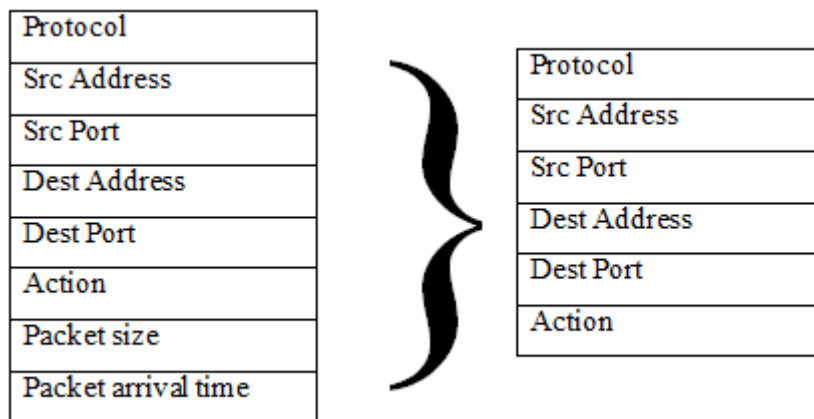 Protocol
Src Address
Src Port
Dest Address
Dest Port
Action
Packet size
Packet arrival time
Protocol
Src Address
Src Port
Dest Address
Dest Port
Action